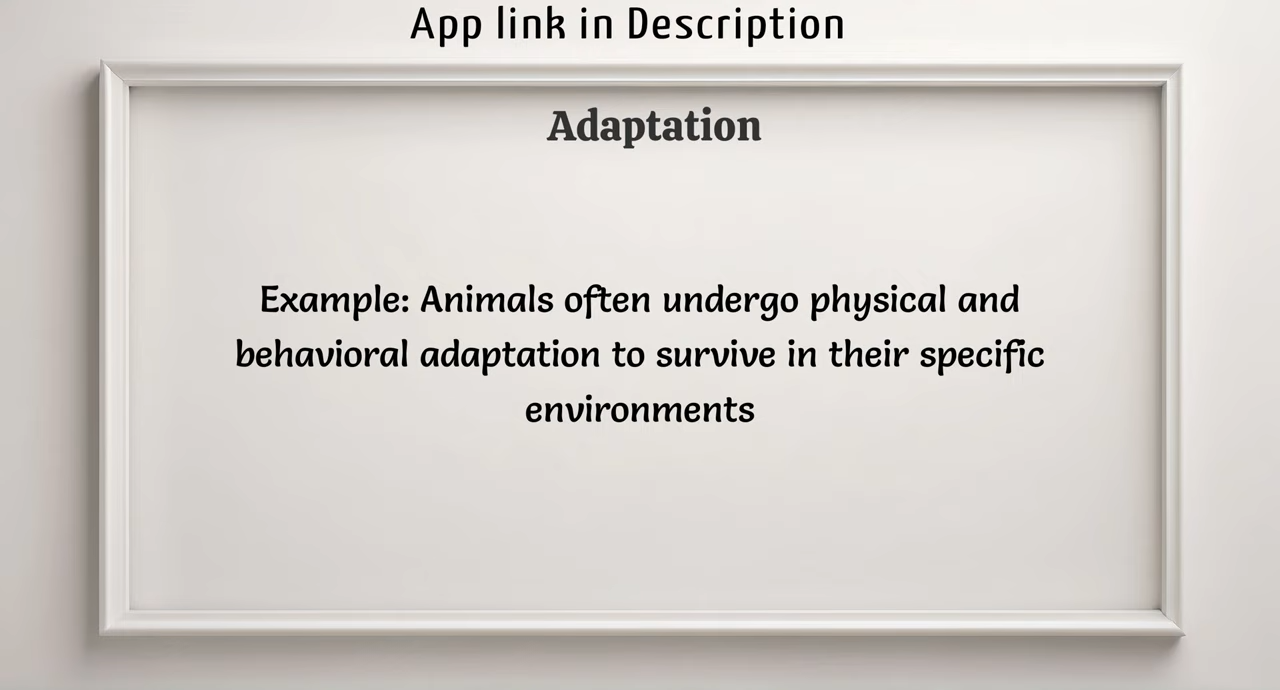 App link in Description
Adaptation
Example: Animals often undergo physical and
behavioral adaptation to survive in their specific
environments